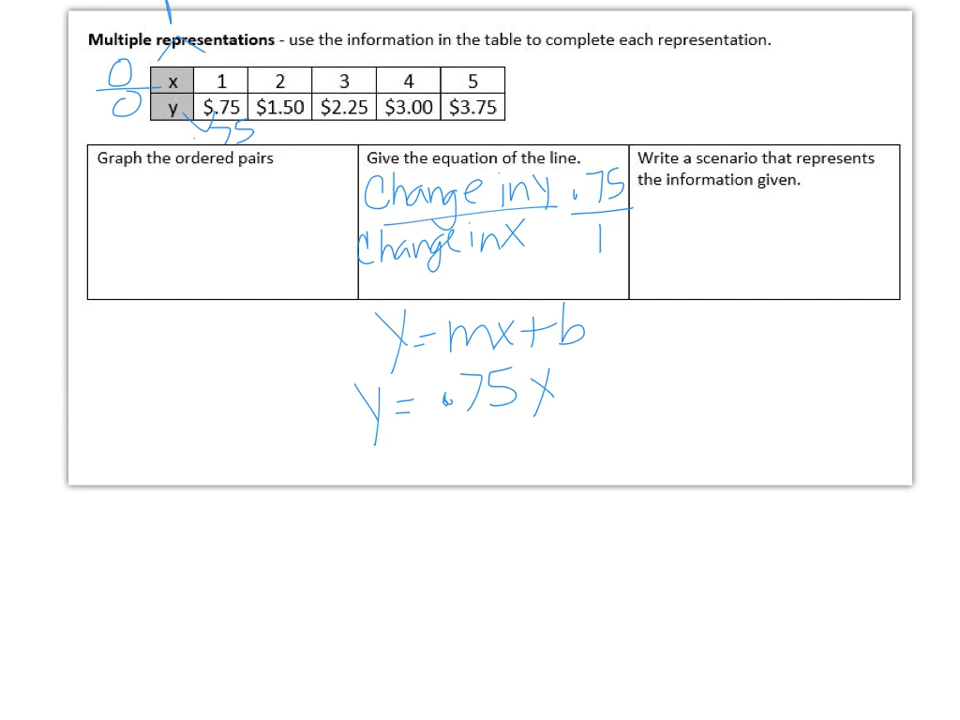 Multiple representations - use the information in the table to complete each representation.
0 x 1 2 3 4 5
0 y $.75 $1.50 $2.25 $3.00 $3.75
.75
Graph the ordered pairs
Give the equation of the line.
Change in y .75
Change in x 1
Write a scenario that represents
the information given.
y = mx + b
y = .75 x